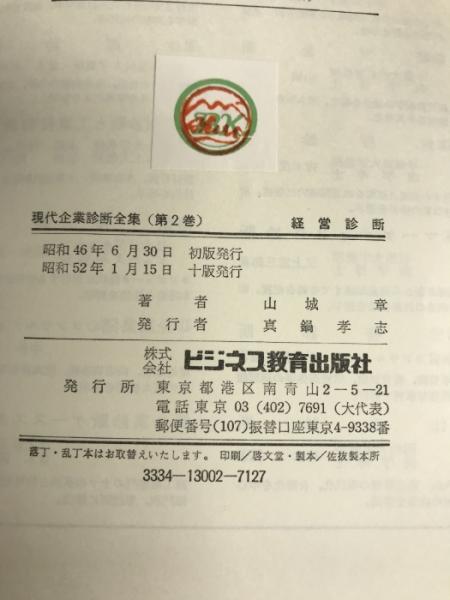 現代企業診断全集(第2巻) 経営診断
昭和46年6月30日 初版発行
昭和52年1月15日 十版発行
著者 山城章
発行者 真鍋孝志
株式会社 ビジネス教育出版社
発行所 東京都港区南青山2-5-21
電話東京 03 (402) 7691 (大代表)
郵便番号(107)振替口座東京4-9338番
落丁・乱丁本はお取替えいたします。 印刷/啓文堂・製本/佐抜製本所
3334-13002-7127